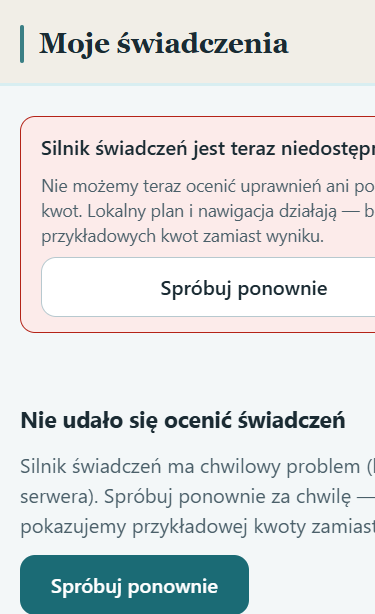 Moje świadczenia
Silnik świadczeń jest teraz
Nie możemy teraz ocenić uprawnień ani
kwot. Lokalny plan i nawigacja działają —
przykładowych kwot zamiast wyniku.
Spróbuj ponownie
Nie udało się ocenić świadczeń
Silnik świadczeń ma chwilowy problem
serwera). Spróbuj ponownie za chwilę —
pokazujemy przykładowej kwoty zamiast
Spróbuj ponownie